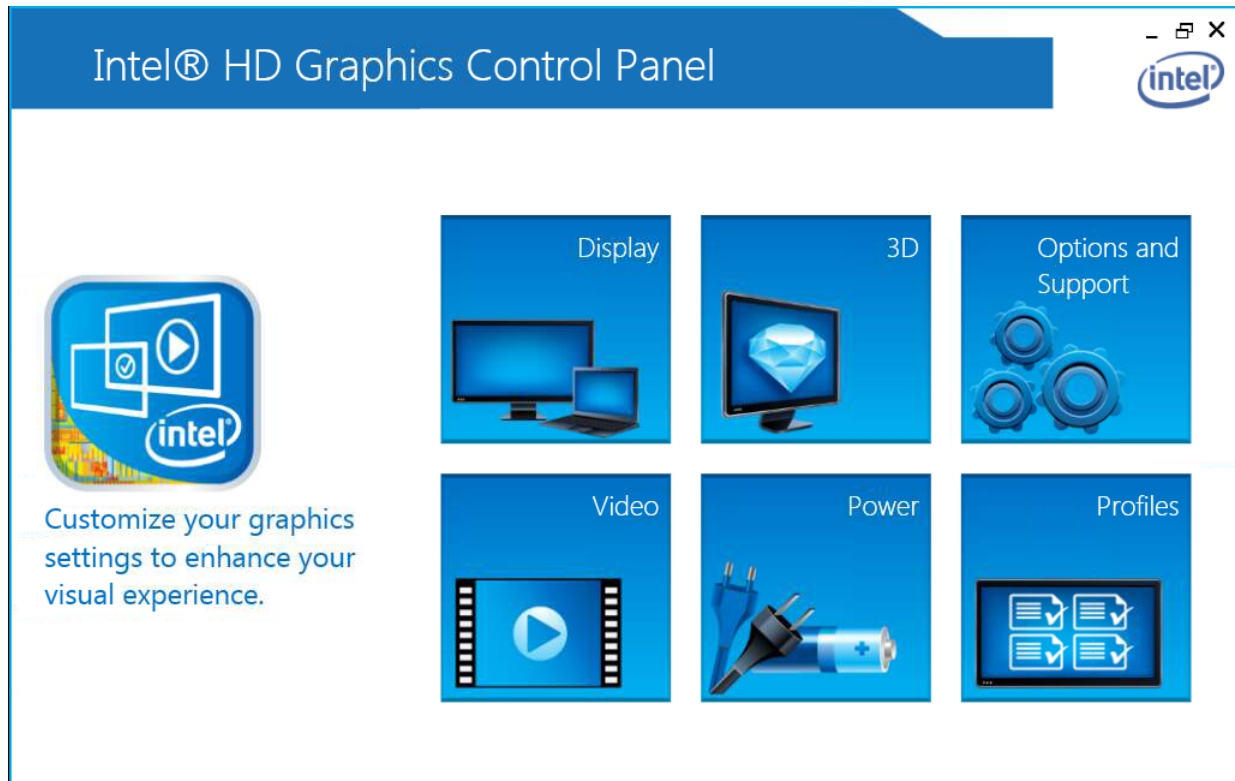 Intel® HD Graphics Control Panel
intel®
Display
3D
Options and
Support
intel®
Customize your graphics
settings to enhance your
visual experience.
Video
Power
Profiles